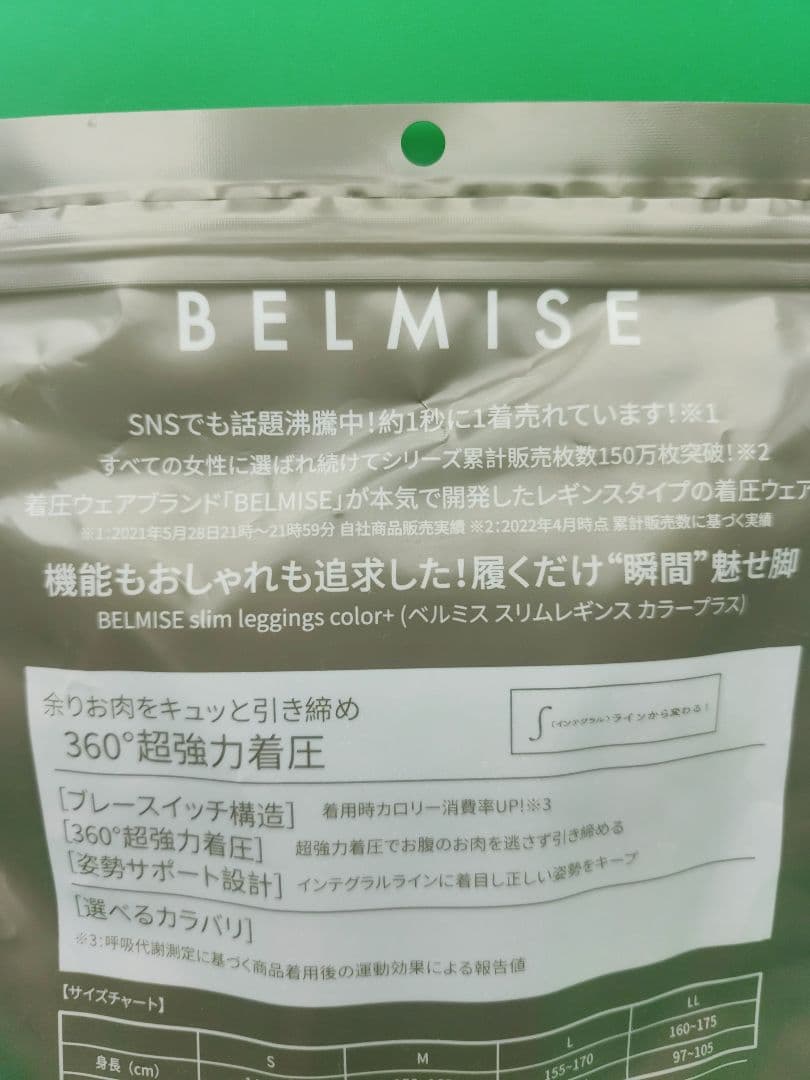 BELMISE
SNSでも話題沸騰中!約1秒に1着売れています!※1
すべての女性に選ばれ続けてシリーズ累計販売枚数150万枚突破!※2
着圧ウェアブランド「BELMISE」が本気で開発したレギンスタイプの着圧ウェア
※1:2021年5月28日21時〜21時59分 自社商品販売実績 ※2:2022年4月時点 累計販売数に基づく実績
機能もおしゃれも追求した!履くだけ“瞬間”魅せ脚
BELMISE slim leggings color+ (ベルミス スリムレギンス カラープラス)
余りお肉をキュッと引き締め
360°超強力着圧
∫(インテグラル)ラインから変わる!
[ブレースイッチ構造] 着用時カロリー消費率UP!※3
[360°超強力着圧] 超強力着圧でお腹のお肉を逃さず引き締める
[姿勢サポート設計] インテグラルラインに着目し正しい姿勢をキープ
[選べるカラバリ]
※3:呼吸代謝測定に基づく商品着用後の運動効果による報告値
【サイズチャート】
S M L LL
身長(cm) 155~170 160~175
97~105